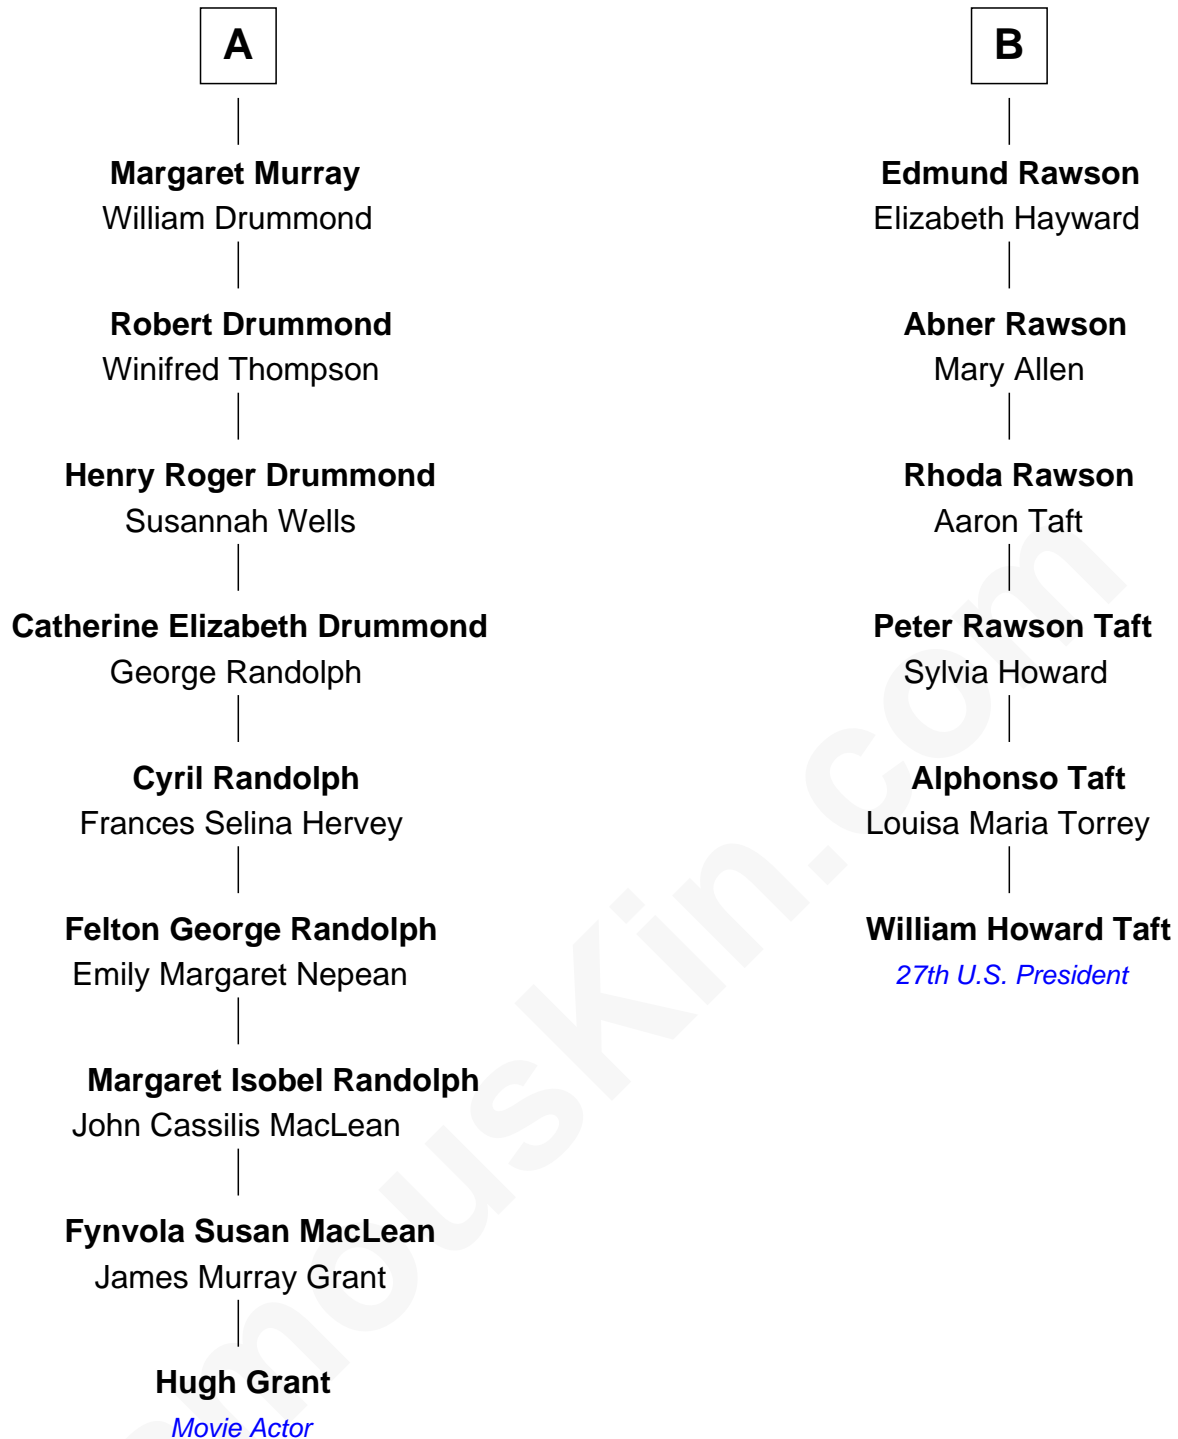 A
Margaret Murray
William Drummond
Robert Drummond
Winifred Thompson
Henry Roger Drummond
Susannah Wells
Catherine Elizabeth Drummond
George Randolph
Cyril Randolph
Frances Selina Hervey
Felton George Randolph
Emily Margaret Nepean
Margaret Isobel Randolph
John Cassilis MacLean
Fynvola Susan MacLean
James Murray Grant
Hugh Grant
Movie Actor
B
Edmund Rawson
Elizabeth Hayward
Abner Rawson
Mary Allen
Rhoda Rawson
Aaron Taft
Peter Rawson Taft
Sylvia Howard
Alphonso Taft
Louisa Maria Torrey
William Howard Taft
27th U.S. President
mouskin.com